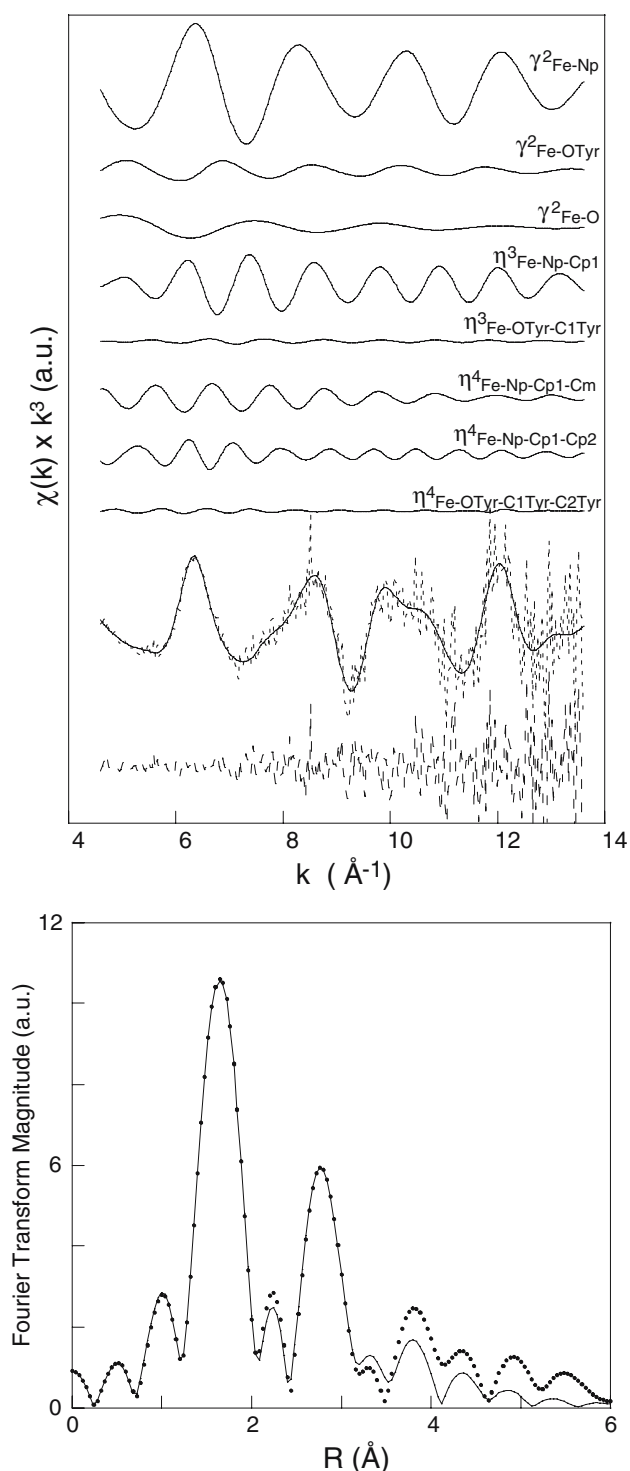 γ²Fe-Np
γ²Fe-OTyr
γ²Fe-O
η³Fe-Np-Cp1
η³Fe-OTyr-C1Tyr
η⁴Fe-Np-Cp1-Cm
η⁴Fe-Np-Cp1-Cp2
η⁴Fe-OTyr-C1Tyr-C2Tyr
χ(k) x k³ (a.u.)
4 6 8 10 12 14
k ( Å⁻¹)
12
6
0
Fourier Transform Magnitude (a.u.)
0 2 4 6
R (Å)